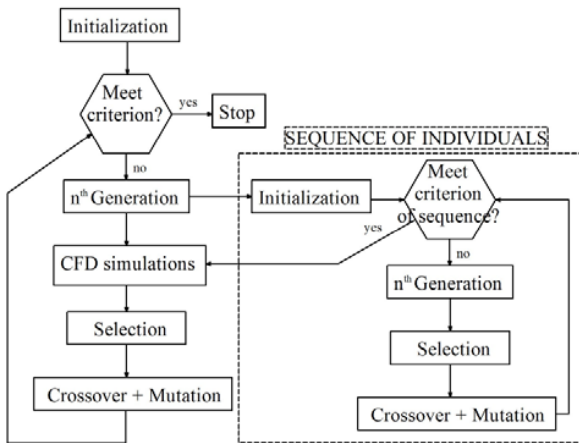 Initialization
Meet
criterion?
yes
Stop
no
nth Generation
CFD simulations
Selection
Crossover + Mutation
SEQUENCE OF INDIVIDUALS
Initialization
Meet
criterion
of sequence?
yes
no
nth Generation
Selection
Crossover + Mutation